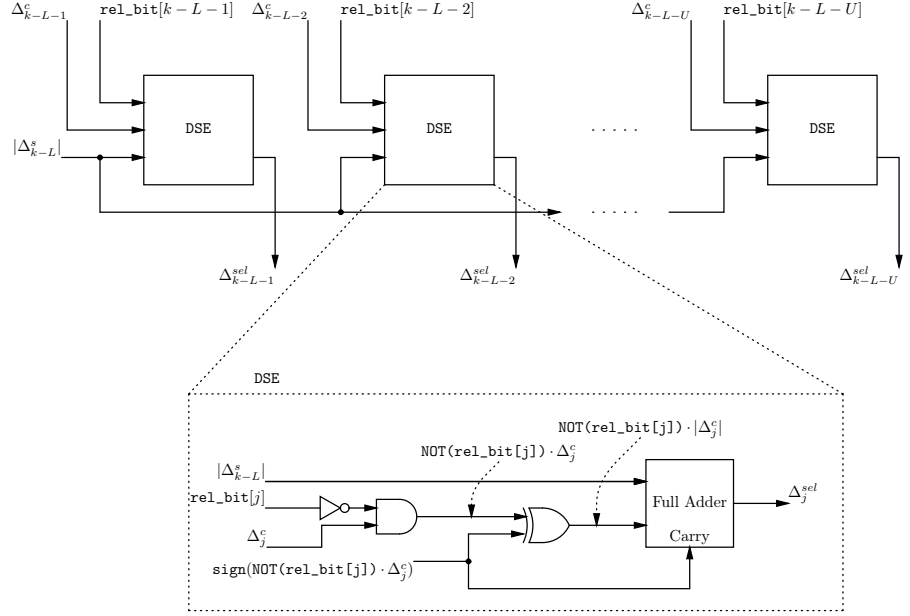 Δ^c_{k−L−1} rel_bit[k−L−1] Δ^c_{k−L−2} rel_bit[k−L−2] Δ^c_{k−L−U} rel_bit[k−L−U]
DSE DSE DSE
|Δ^s_{k−L}|
Δ^{sel}_{k−L−1} Δ^{sel}_{k−L−2} Δ^{sel}_{k−L−U}
DSE
NOT(rel_bit[j])·|Δ^c_j|
NOT(rel_bit[j])·Δ^c_j
|Δ^s_{k−L}|
rel_bit[j] Full Adder Δ^{sel}_j
Δ^c_j Carry
sign(NOT(rel_bit[j])·Δ^c_j)